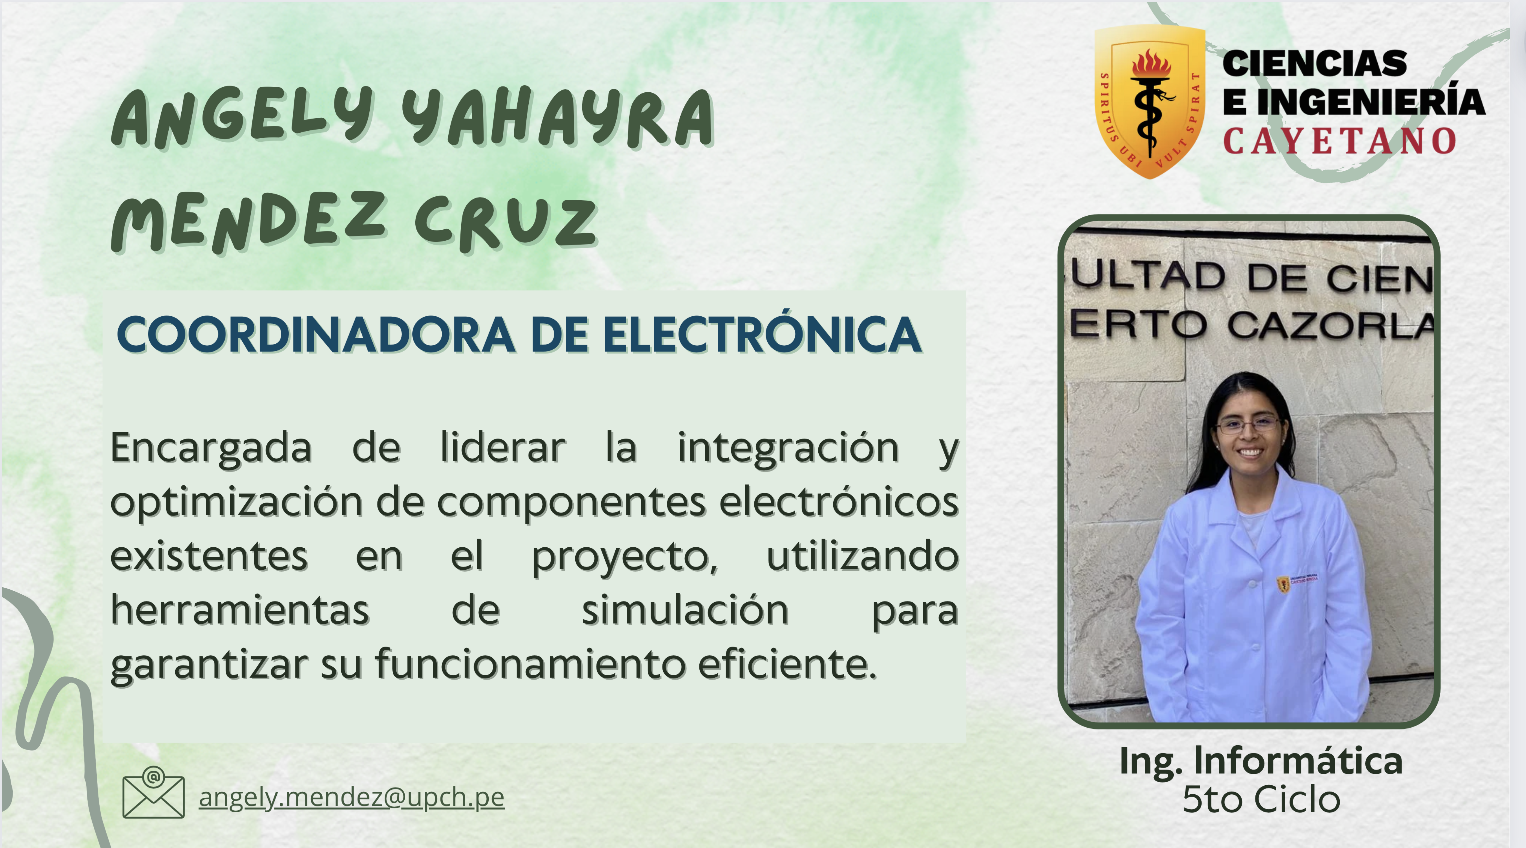 ANGELY YAHAYRA
MENDEZ CRUZ
SPIRITUS UBI VULT SPIRAT
CIENCIAS
E INGENIERÍA
CAYETANO
COORDINADORA DE ELECTRÓNICA
Encargada de liderar la integración y
optimización de componentes electrónicos
existentes en el proyecto, utilizando
herramientas de simulación para
garantizar su funcionamiento eficiente.
@
angely.mendez@upch.pe
ULTAD DE CIEN
ERTO CAZORLA
Ing. Informática
5to Ciclo